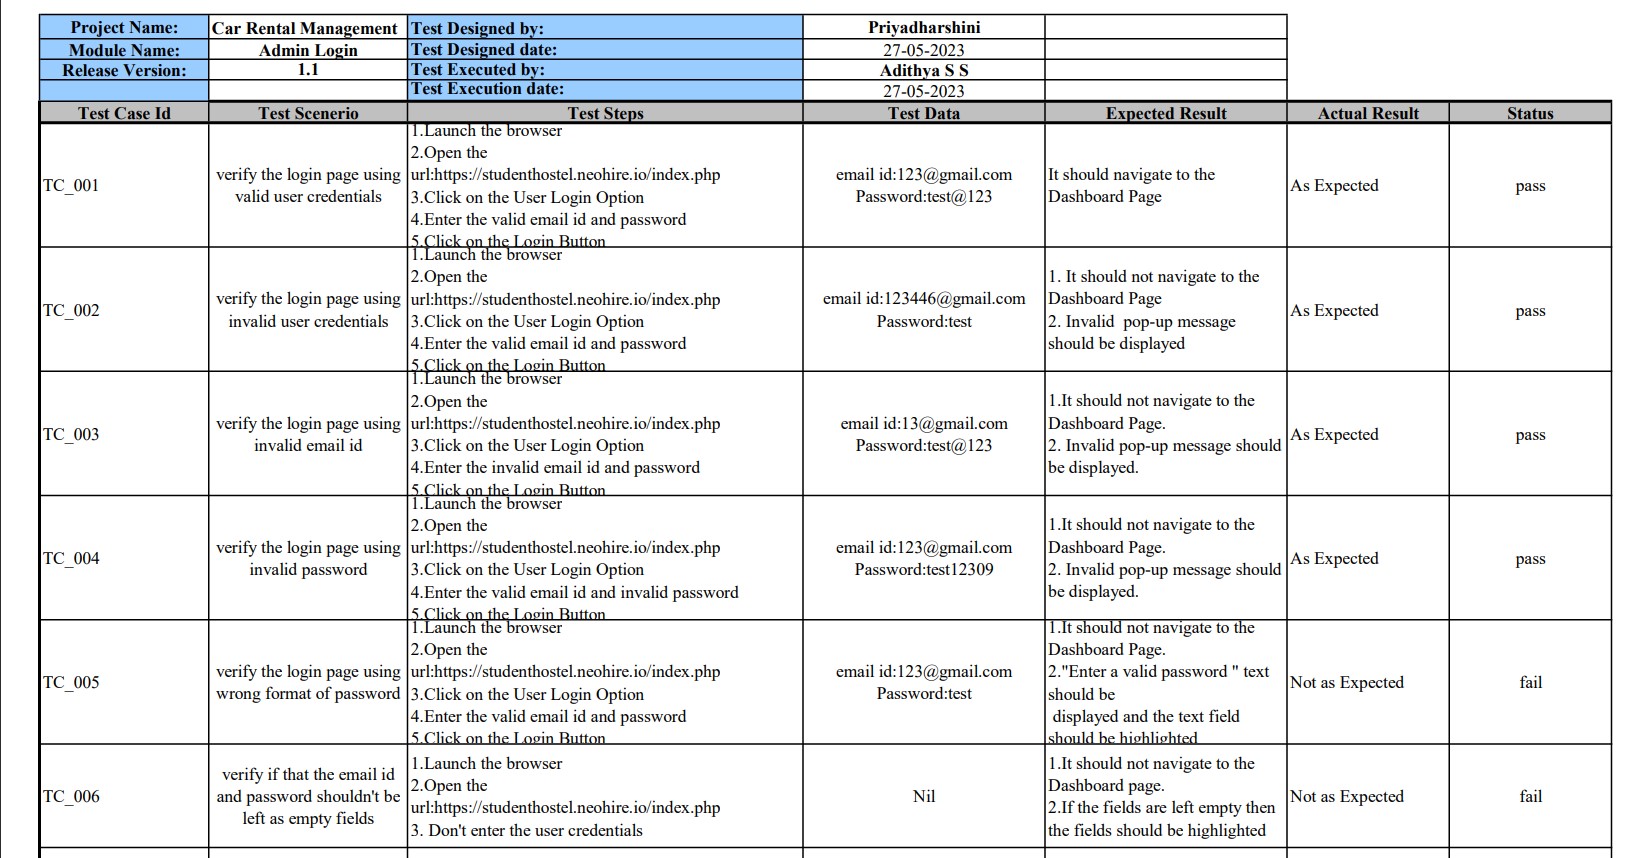 Project Name: Car Rental Management Test Designed by: Priyadharshini
Module Name: Admin Login Test Designed date: 27-05-2023
Release Version: 1.1 Test Executed by: Adithya S S
Test Execution date: 27-05-2023
Test Case Id Test Scenerio Test Steps Test Data Expected Result Actual Result Status
TC_001
verify the login page using
valid user credentials
1.Launch the browser
2.Open the
url:https://studenthostel.neohire.io/index.php
3.Click on the User Login Option
4.Enter the valid email id and password
5.Click on the Login Button
email id:123@gmail.com
Password:test@123
It should navigate to the
Dashboard Page
As Expected
pass
TC_002
verify the login page using
invalid user credentials
1.Launch the browser
2.Open the
url:https://studenthostel.neohire.io/index.php
3.Click on the User Login Option
4.Enter the valid email id and password
5.Click on the Login Button
email id:123446@gmail.com
Password:test
1. It should not navigate to the
Dashboard Page
2. Invalid  pop-up message
should be displayed
As Expected
pass
TC_003
verify the login page using
invalid email id
1.Launch the browser
2.Open the
url:https://studenthostel.neohire.io/index.php
3.Click on the User Login Option
4.Enter the invalid email id and password
5.Click on the Login Button
email id:13@gmail.com
Password:test@123
1.It should not navigate to the
Dashboard Page.
2. Invalid pop-up message should
be displayed.
As Expected
pass
TC_004
verify the login page using
invalid password
1.Launch the browser
2.Open the
url:https://studenthostel.neohire.io/index.php
3.Click on the User Login Option
4.Enter the valid email id and invalid password
5.Click on the Login Button
email id:123@gmail.com
Password:test12309
1.It should not navigate to the
Dashboard Page.
2. Invalid pop-up message should
be displayed.
As Expected
pass
TC_005
verify the login page using
wrong format of password
1.Launch the browser
2.Open the
url:https://studenthostel.neohire.io/index.php
3.Click on the User Login Option
4.Enter the valid email id and password
5.Click on the Login Button
email id:123@gmail.com
Password:test
1.It should not navigate to the
Dashboard Page.
2."Enter a valid password " text
should be
displayed and the text field
should be highlighted
Not as Expected
fail
TC_006
verify if that the email id
and password shouldn't be
left as empty fields
1.Launch the browser
2.Open the
url:https://studenthostel.neohire.io/index.php
3. Don't enter the user credentials
Nil
1.It should not navigate to the
Dashboard page.
2.If the fields are left empty then
the fields should be highlighted
Not as Expected
fail